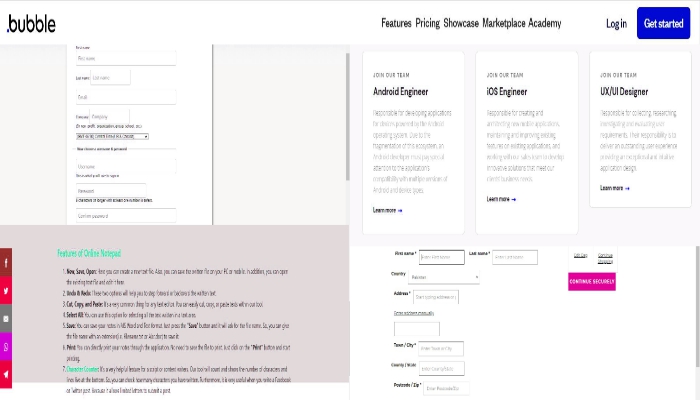 .bubble
Features Pricing Showcase Marketplace Academy
Log in
Get started
First name
First name
Last name
Last name
Email
Company
Company
Username
Password
Confirm password
JOIN OUR TEAM
Android Engineer
Responsible for developing applications
for devices powered by the Android
operating system. Due to the
fragmentation of this ecosystem, an
Android developer must pay special
attention to the application's
compatibility with multiple versions of
Android and device types.
Learn more →
JOIN OUR TEAM
iOS Engineer
Responsible for creating and
architecting new mobile applications,
maintaining and improving existing
features on existing applications, and
working with our sales team to develop
innovative solutions that meet our
clients' business needs.
Learn more →
JOIN OUR TEAM
UX/UI Designer
Responsible for collecting, researching,
investigating and evaluating user
requirements. Their responsibility is to
deliver an outstanding user experience
providing an exceptional and intuitive
application design.
Learn more →
Features of Online Notepad
1. New, Save, Open: Here you can create a new text file. Also, you can save the written file on your PC or mobile. In addition, you can open
the existing text file and edit it here.
2. Undo & Redo: These two options will help you to step forward or backward in the written text.
3. Cut, Copy, and Paste: It's a very common thing for any text editor. You can easily cut, copy, or paste texts within our tool.
4. Select All: You can use this option for selecting all the text written in a text area.
5. Save: You can save your notes in MS Word and Text format. Just press the "Save" button and it will ask for the file name. So, you can give
the file name with an extension(i.e. filename.txt or file.doc) to save it.
6. Print: You can directly print your notes through the application. No need to save the file to print. Just click on the "Print" button and start
printing.
7. Character Counter: It's a very helpful feature for a script or content writers. Our tool will count and shows the number of characters and
lines live at the bottom. So, you can check how many characters you have written. Furthermore, it is very useful when you write a Facebook
or Twitter post. Because it allows limited letters to submit a post.
First name *
Enter First Name
Last name *
Enter Last Name
Country
Address *
Start typing address
Enter address manually
Town / City *
Enter Town/City
County / State
Enter County/State
Postcode / Zip *
Enter Postcode/Zip
Edit Bag
Continue
Shopping
CONTINUE SECURELY